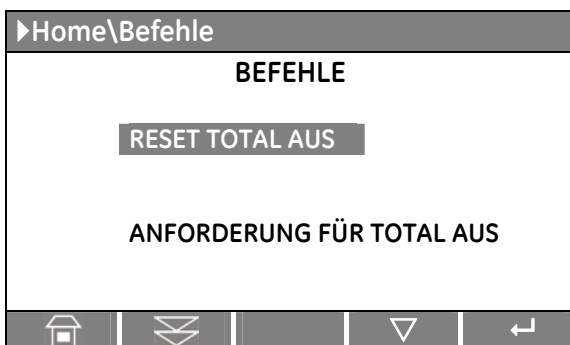 Home\Befehle
BEFEHLE
RESET TOTAL AUS
ANFORDERUNG FÜR TOTAL AUS